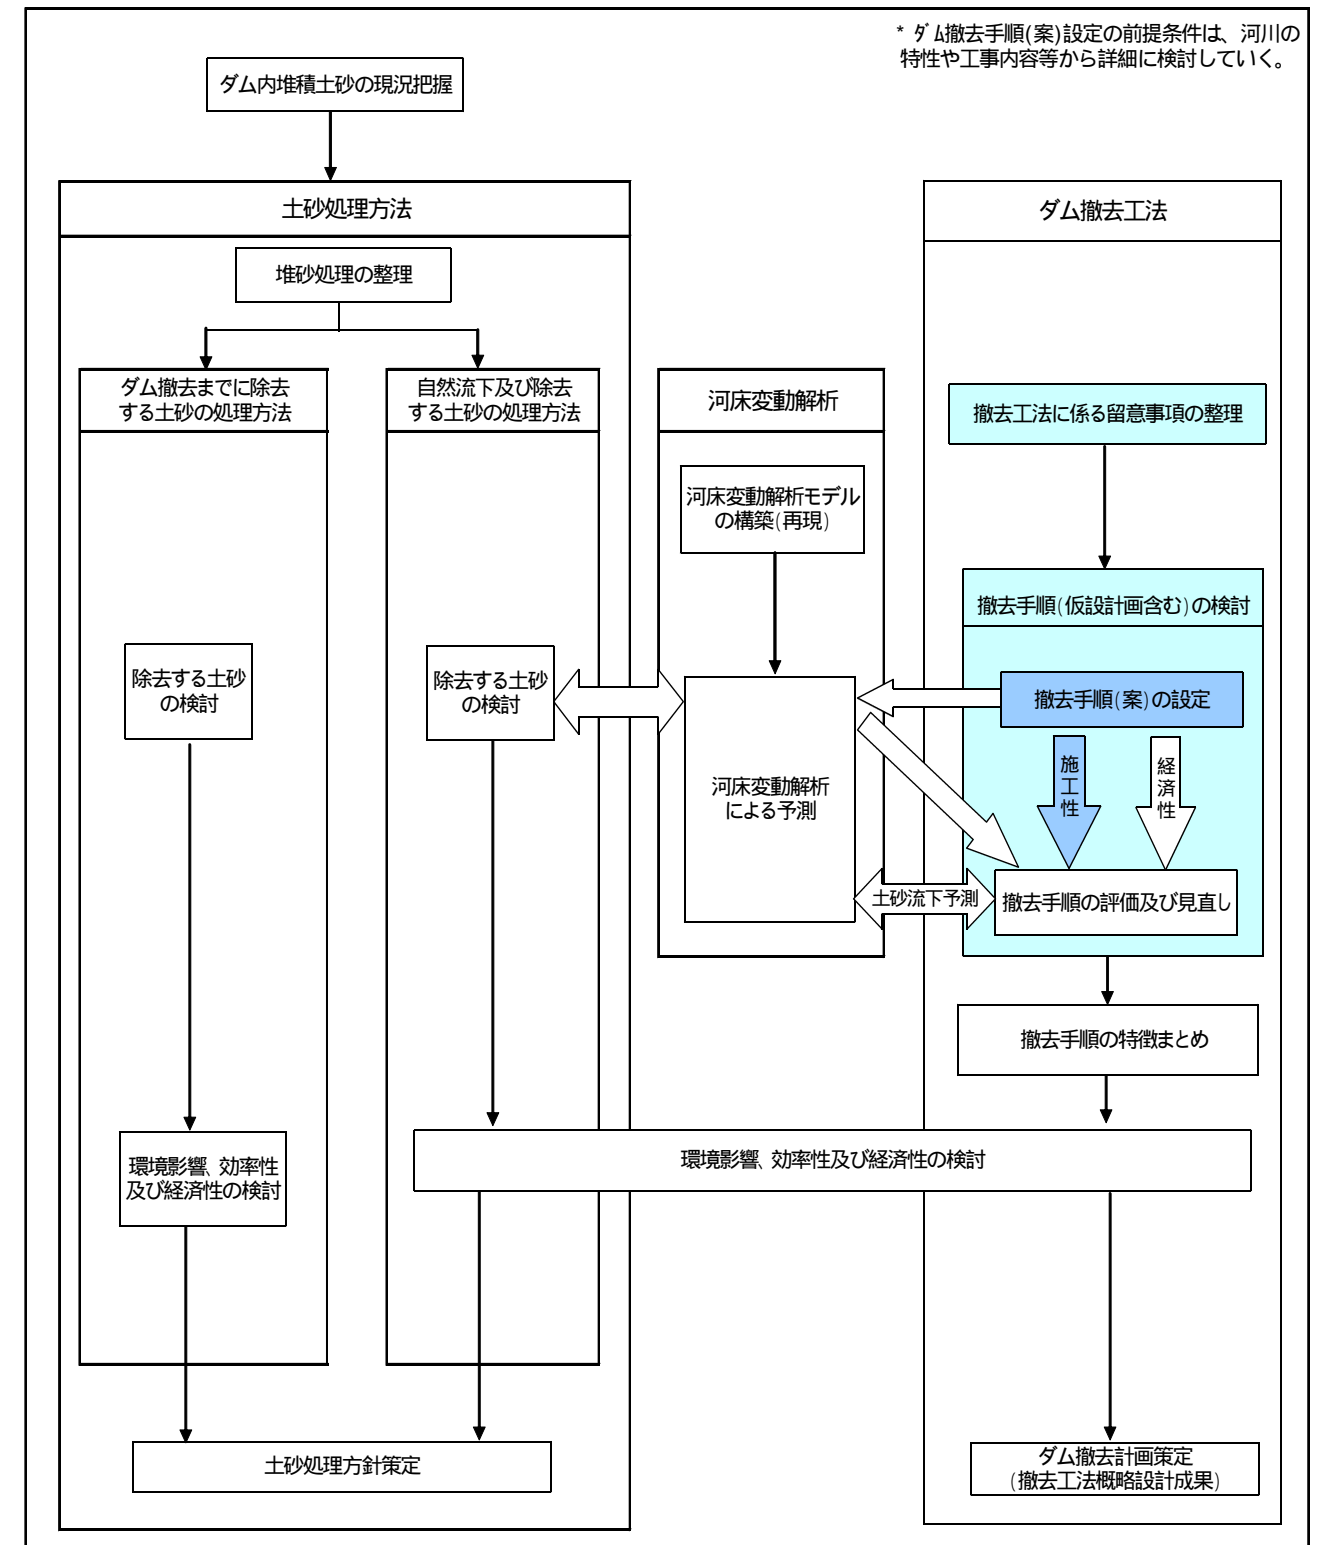 * ダム撤去手順(案)設定の前提条件は、河川の
特性や工事内容等から詳細に検討していく。
ダム内堆積土砂の現況把握
土砂処理方法
ダム撤去工法
堆砂処理の整理
ダム撤去までに除去
する土砂の処理方法
自然流下及び除去
する土砂の処理方法
河床変動解析
撤去工法に係る留意事項の整理
河床変動解析モデル
の構築(再現)
撤去手順(仮設計画含む)の検討
除去する土砂
の検討
除去する土砂
の検討
撤去手順(案)の設定
施工性
経済性
河床変動解析
による予測
土砂流下予測
撤去手順の評価及び見直し
撤去手順の特徴まとめ
環境影響、効率性
及び経済性の検討
環境影響、効率性及び経済性の検討
土砂処理方針策定
ダム撤去計画策定
(撤去工法概略設計成果)